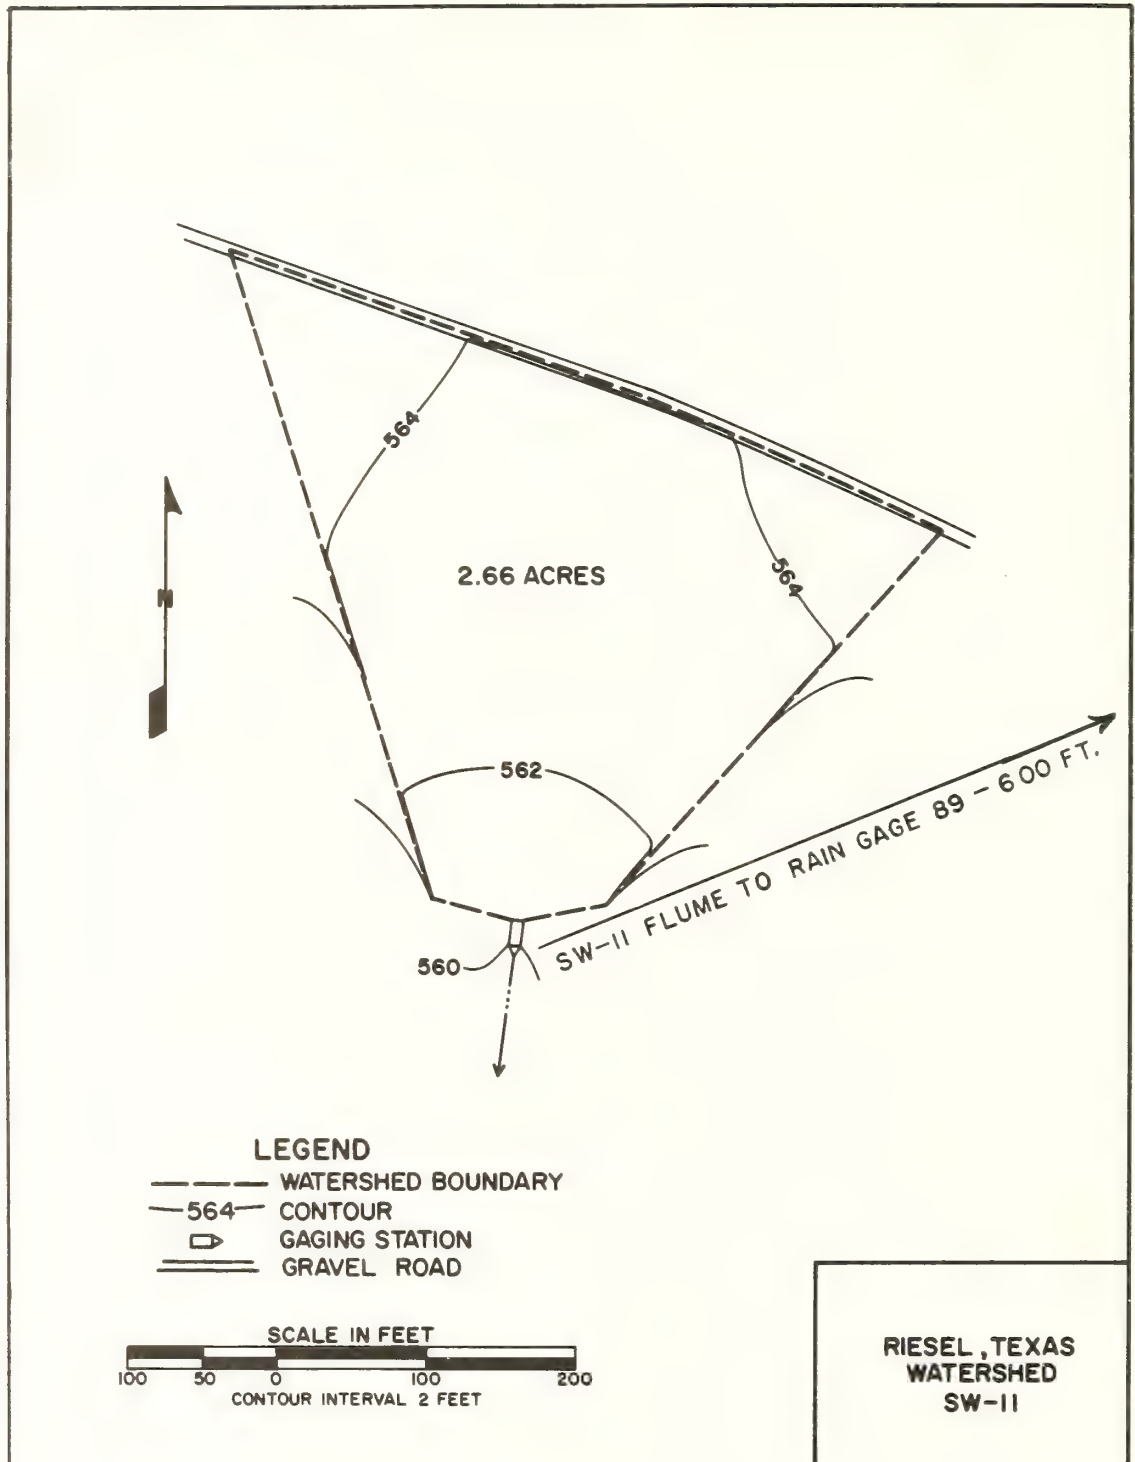 564
2.66 ACRES
564
N
562
560
SW-11 FLUME TO RAIN GAGE 89 - 600 FT.
LEGEND
WATERSHED BOUNDARY
564 CONTOUR
GAGING STATION
GRAVEL ROAD
SCALE IN FEET
100 50 0 100 200
CONTOUR INTERVAL 2 FEET
RIESEL, TEXAS
WATERSHED
SW-11